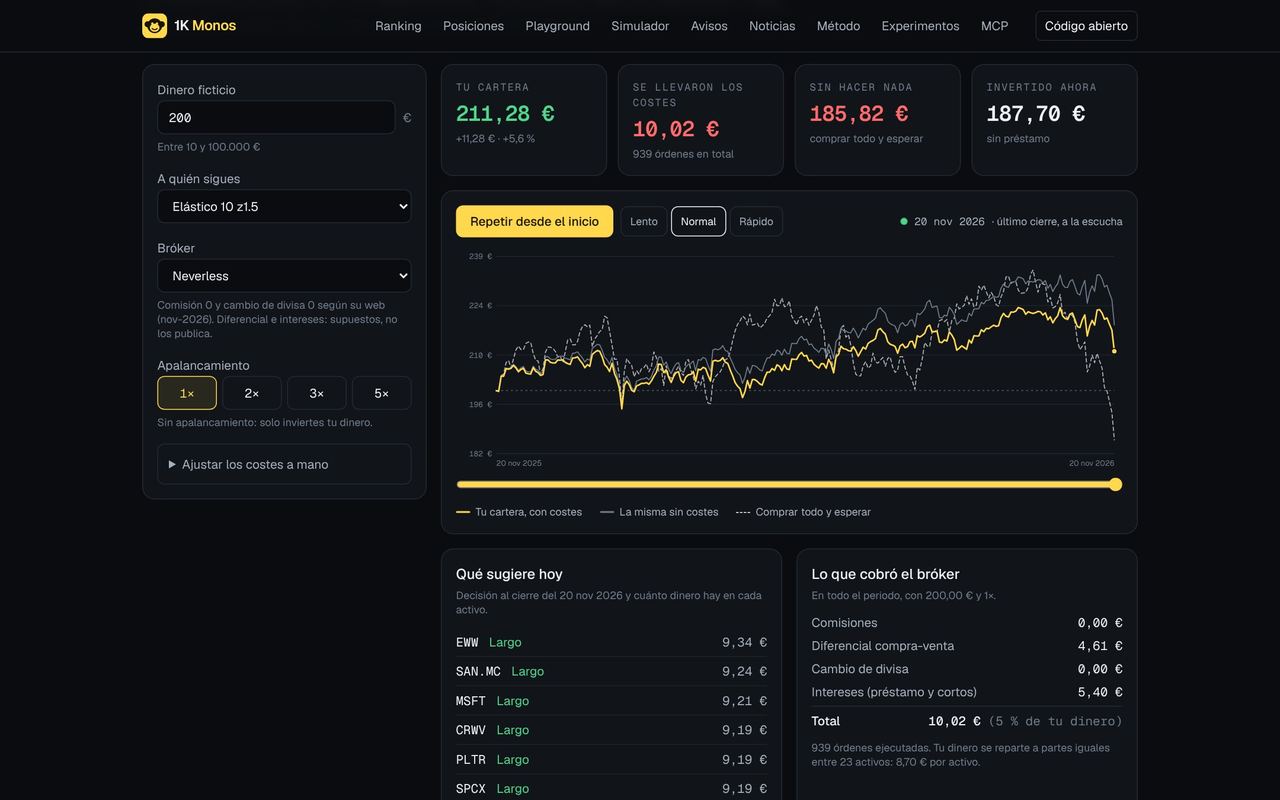 1K Monos
Ranking
Posiciones
Playground
Simulador
Avisos
Noticias
Método
Experimentos
MCP
Código abierto
Dinero ficticio
200
€
Entre 10 y 100.000 €
A quién sigues
Elástico 10 z1.5
Bróker
Neverless
Comisión 0 y cambio de divisa 0 según su web
(nov-2026). Diferencial e intereses: supuestos, no
los publica.
Apalancamiento
1×
2×
3×
5×
Sin apalancamiento: solo inviertes tu dinero.
Ajustar los costes a mano
TU CARTERA
211,28 €
+11,28 € · +5,6 %
SE LLEVARON LOS
COSTES
10,02 €
939 órdenes en total
SIN HACER NADA
185,82 €
comprar todo y esperar
INVERTIDO AHORA
187,70 €
sin préstamo
Repetir desde el inicio
Lento
Normal
Rápido
20 nov 2026 · último cierre, a la escucha
239 €
224 €
210 €
196 €
182 €
20 nov 2025
20 nov 2026
Tu cartera, con costes
La misma sin costes
Comprar todo y esperar
Qué sugiere hoy
Decisión al cierre del 20 nov 2026 y cuánto dinero hay en cada
activo.
EWW Largo 9,34 €
SAN.MC Largo 9,24 €
MSFT Largo 9,21 €
CRWV Largo 9,19 €
PLTR Largo 9,19 €
SPCX Largo 9,19 €
Lo que cobró el bróker
En todo el periodo, con 200,00 € y 1×.
Comisiones 0,00 €
Diferencial compra-venta 4,61 €
Cambio de divisa 0,00 €
Intereses (préstamo y cortos) 5,40 €
Total 10,02 € (5 % de tu dinero)
939 órdenes ejecutadas. Tu dinero se reparte a partes iguales
entre 23 activos: 8,70 € por activo.